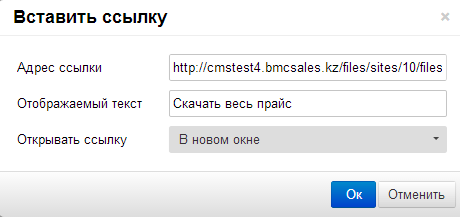 Вставить ссылку ×
Адрес ссылки http://cmstest4.bmcsales.kz/files/sites/10/files
Отображаемый текст Скачать весь прайс
Открывать ссылку В новом окне
Ок Отменить